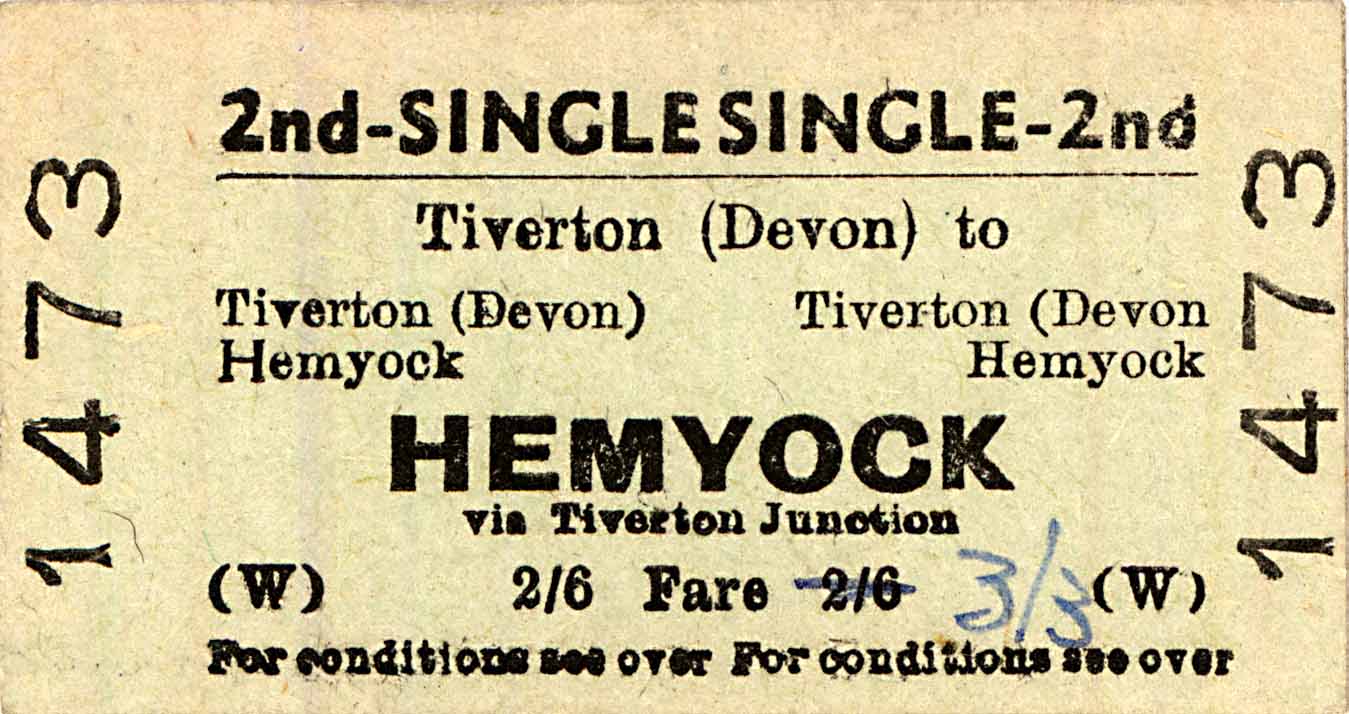 2nd-SINGLE SINGLE-2nd
Tiverton (Devon) to
Tiverton (Devon) Tiverton (Devon
Hemyock Hemyock
HEMYOCK
via Tiverton Junction
(W) 2/6 Fare 2/6 3/3 (W)
For conditions see over For conditions see over
1473
1473